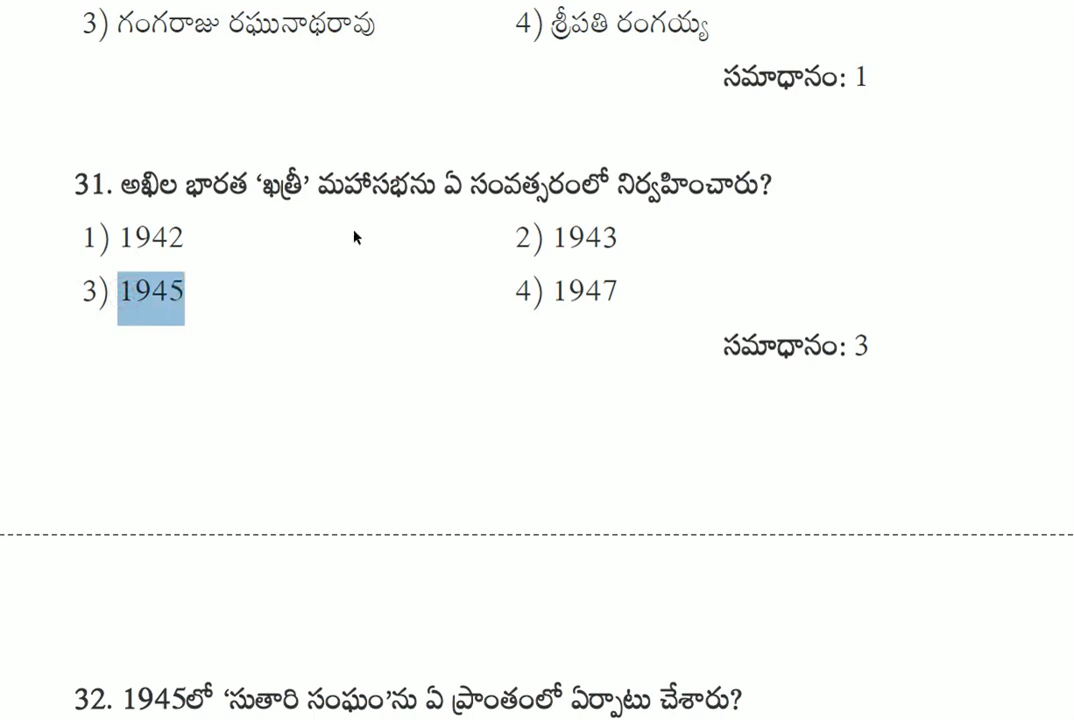 3) గంగరాజు రఘునాథరావు 4) శ్రీపతి రంగయ్య
సమాధానం: 1
31. అఖిల భారత ‘ఖత్రీ’ మహాసభను ఏ సంవత్సరంలో నిర్వహించారు?
1) 1942 2) 1943
3) 1945 4) 1947
సమాధానం: 3
32. 1945లో ‘సుతారి సంఘం’ను ఏ ప్రాంతంలో ఏర్పాటు చేశారు?